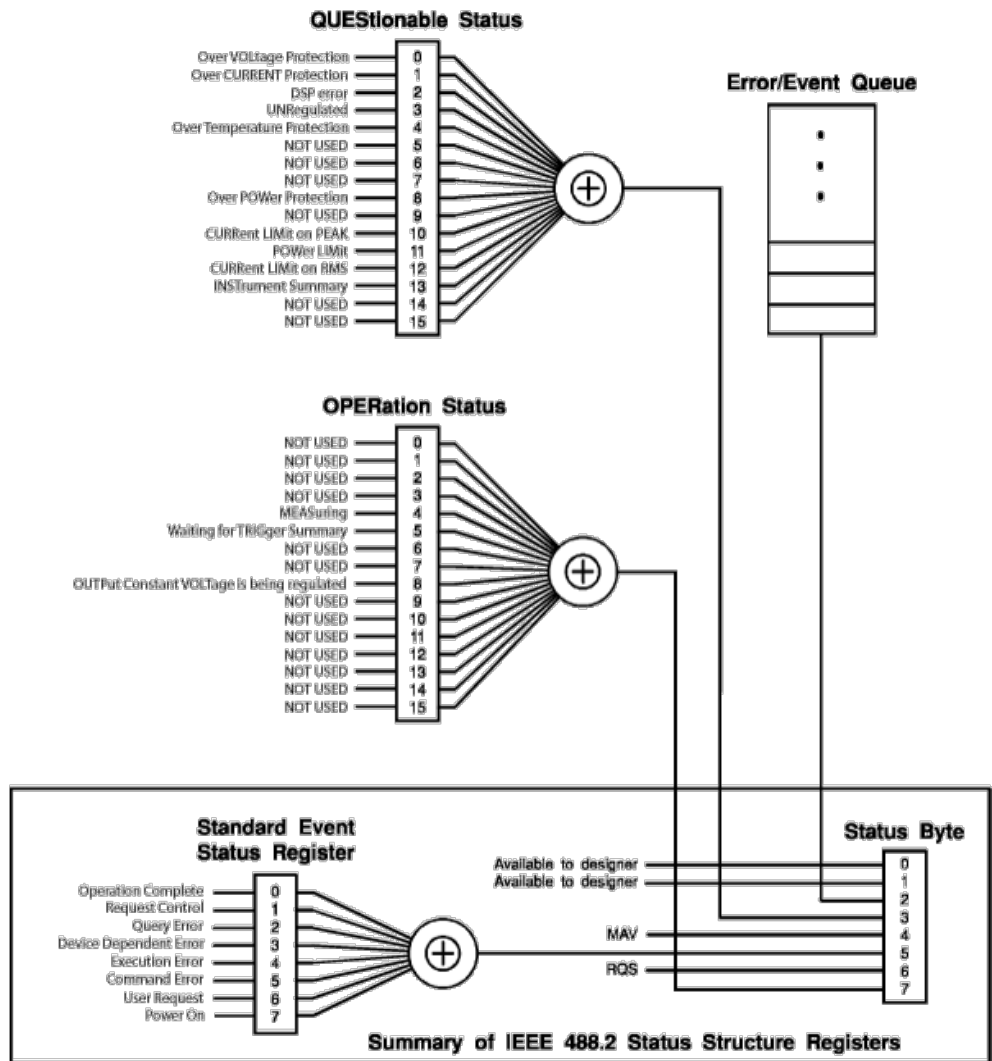 QUEStionable Status
Over VOLtage Protection 0
Over CURRENT Protection 1
DSP error 2
UNRegulated 3
Over Temperature Protection 4
NOT USED 5
NOT USED 6
NOT USED 7
Over POWer Protection 8
NOT USED 9
CURRent LIMit on PEAK 10
POWer LIMit 11
CURRent LIMit on RMS 12
INSTrument Summary 13
NOT USED 14
NOT USED 15
Error/Event Queue
OPERation Status
NOT USED 0
NOT USED 1
NOT USED 2
NOT USED 3
MEASuring 4
Waiting for TRIGger Summary 5
NOT USED 6
NOT USED 7
OUTPut Constant VOLTage is being regulated 8
NOT USED 9
NOT USED 10
NOT USED 11
NOT USED 12
NOT USED 13
NOT USED 14
NOT USED 15
Standard Event
Status Register
Operation Complete 0
Request Control 1
Query Error 2
Device Dependent Error 3
Execution Error 4
Command Error 5
User Request 6
Power On 7
Status Byte
Available to designer 0
Available to designer 1
2
3
MAV 4
5
RQS 6
7
Summary of IEEE 488.2 Status Structure Registers